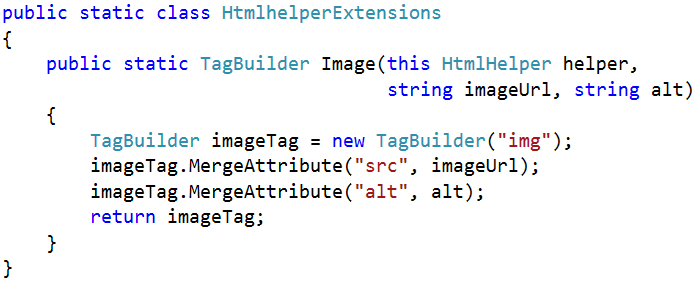 public static class HtmlhelperExtensions
{
    public static TagBuilder Image(this HtmlHelper helper,
                                   string imageUrl, string alt)
    {
        TagBuilder imageTag = new TagBuilder("img");
        imageTag.MergeAttribute("src", imageUrl);
        imageTag.MergeAttribute("alt", alt);
        return imageTag;
    }
}